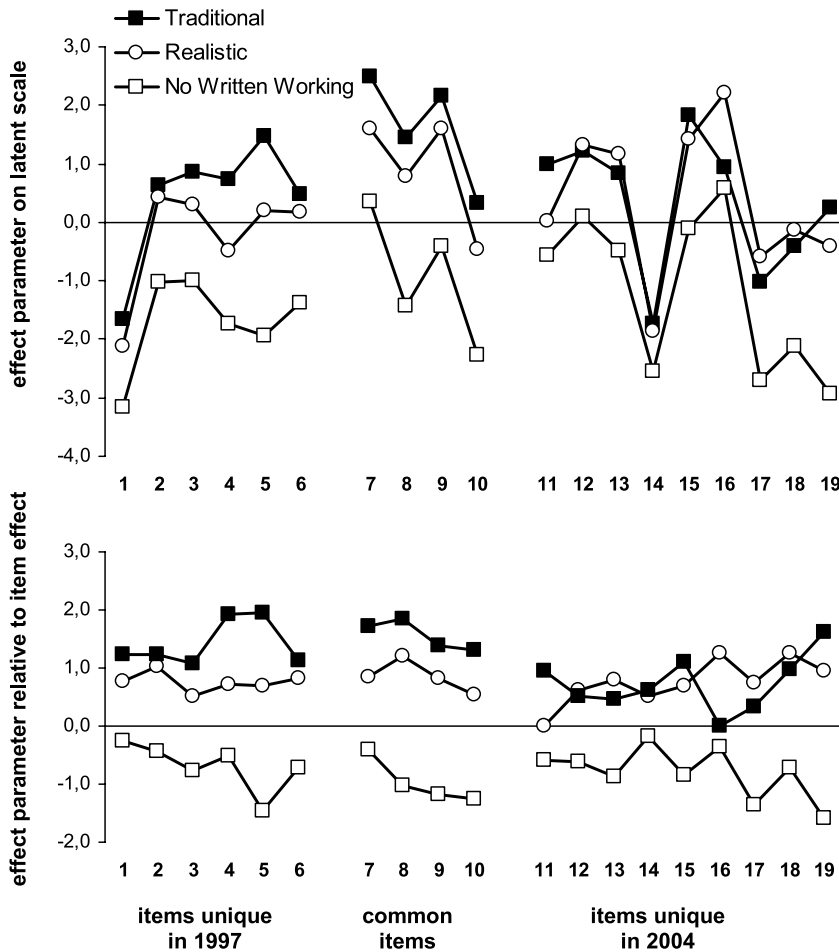 Traditional
Realistic
No Written Working
effect parameter on latent scale
3,0
2,0
1,0
0,0
-1,0
-2,0
-3,0
-4,0
1 2 3 4 5 6 7 8 9 10 11 12 13 14 15 16 17 18 19
effect parameter relative to item effect
3,0
2,0
1,0
0,0
-1,0
-2,0
1 2 3 4 5 6 7 8 9 10 11 12 13 14 15 16 17 18 19
items unique
in 1997
common
items
items unique
in 2004